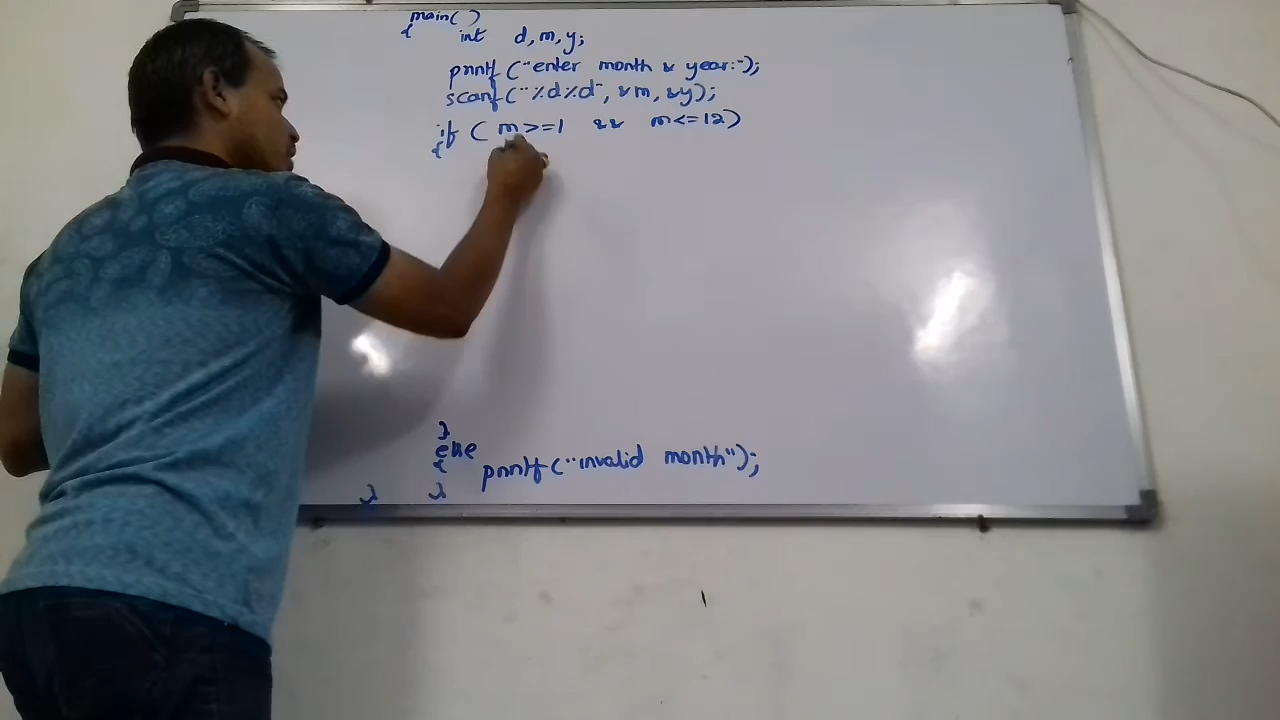 main()
{ int d,m,y;
printf("enter month & year:");
scanf("%d%d", &m, &y);
if ( m>=1 && m<=12)
{
}
else
{ printf("invalid month");
} }